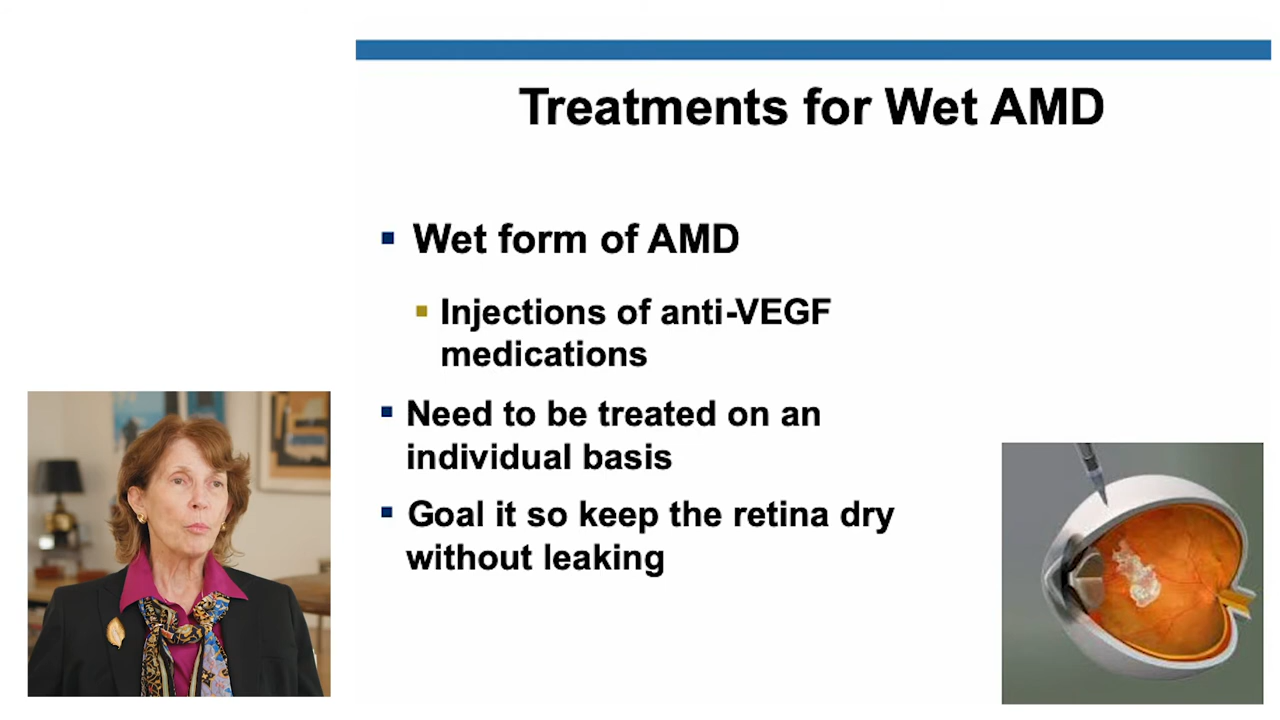 Treatments for Wet AMD
Wet form of AMD
Injections of anti-VEGF
medications
Need to be treated on an
individual basis
Goal it so keep the retina dry
without leaking